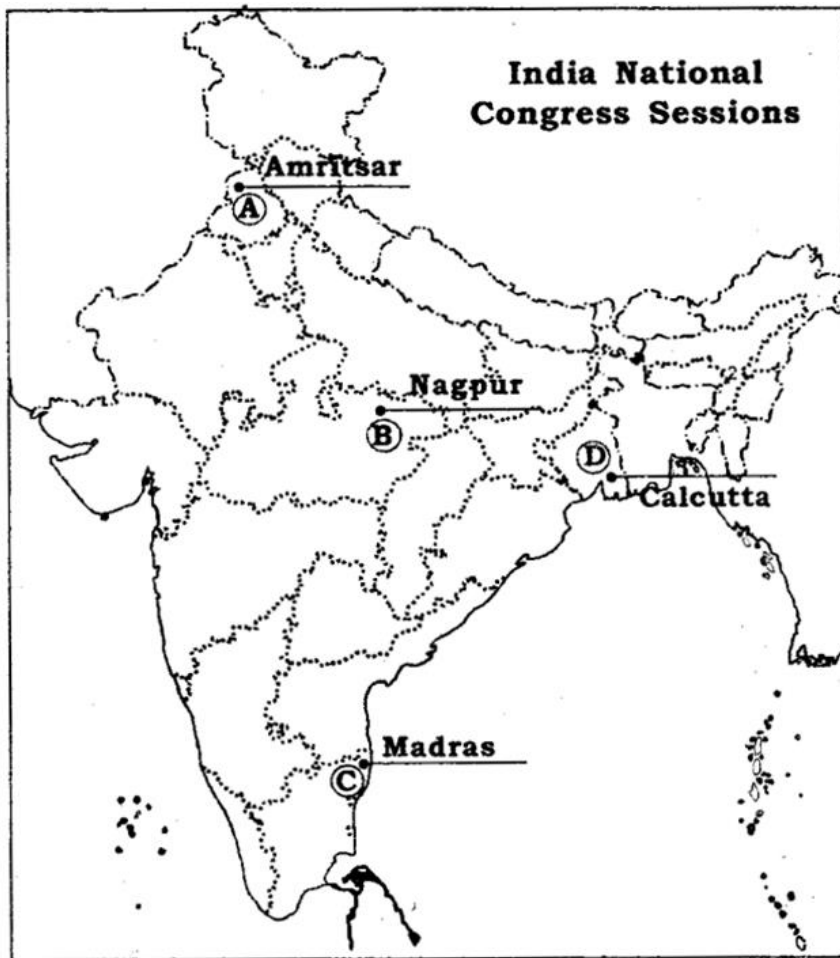 India National
Congress Sessions
Amritsar
A
Nagpur
B
D
Calcutta
Madras
C